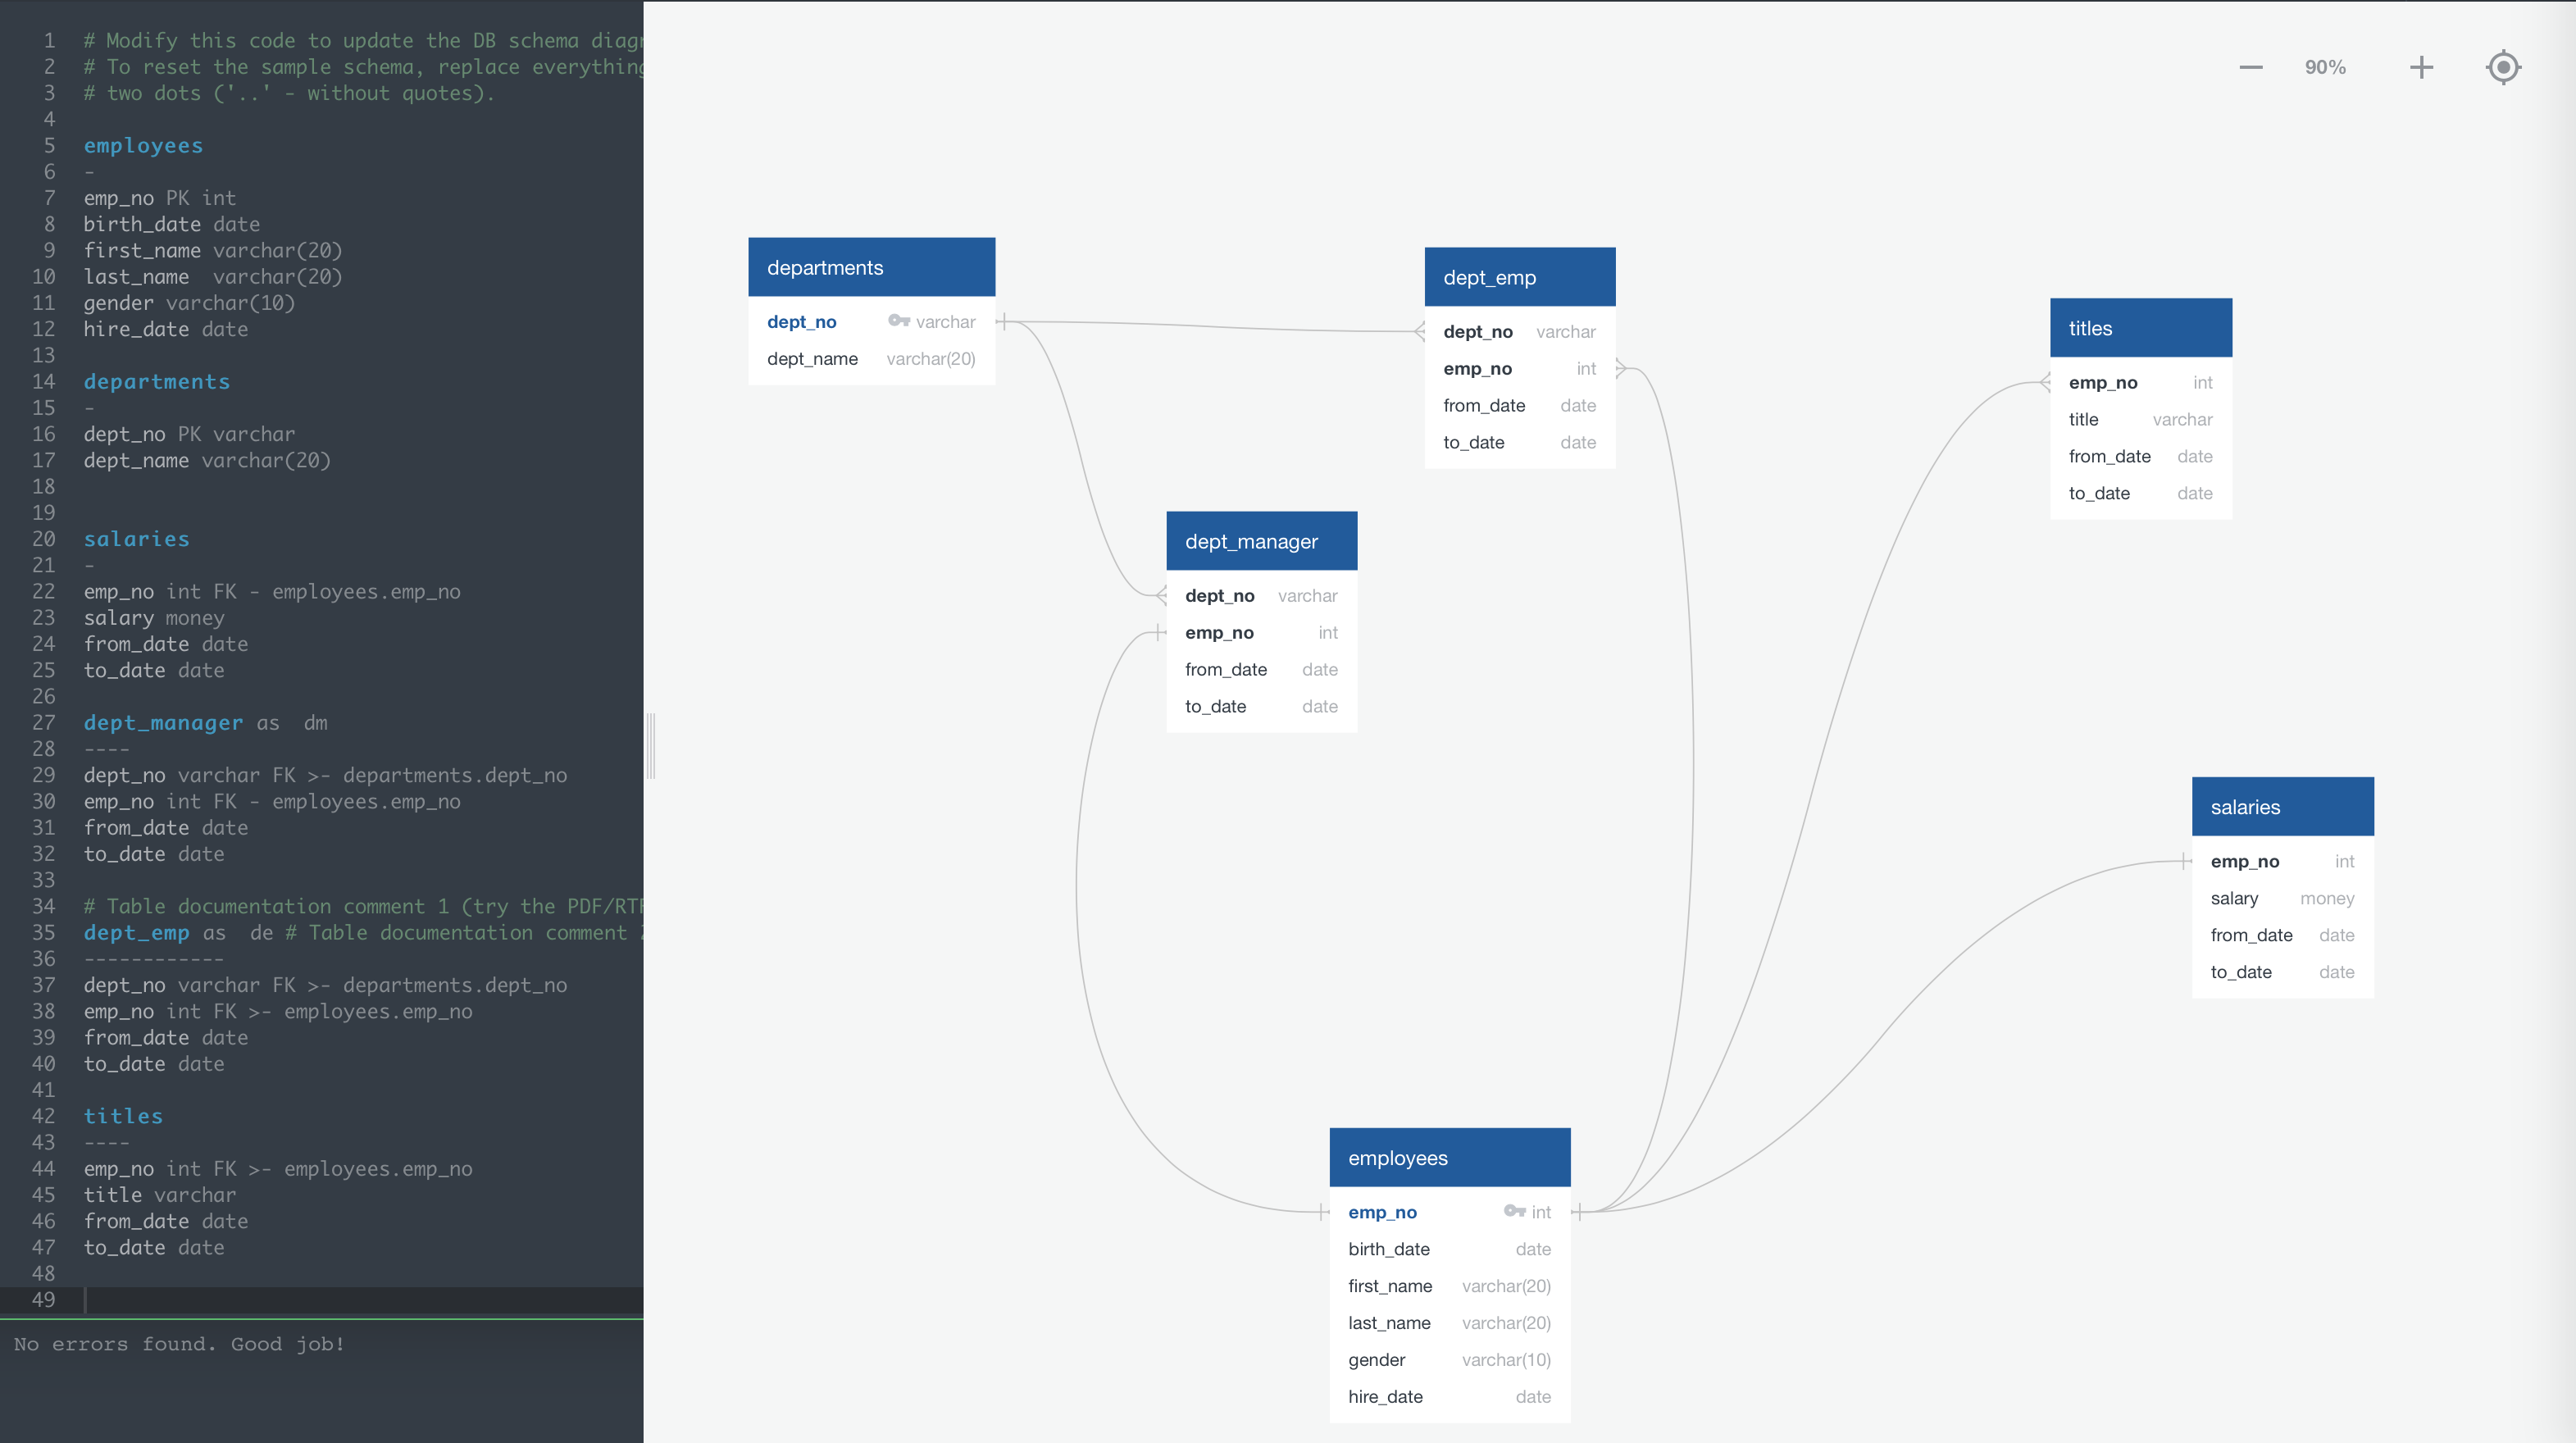 1 # Modify this code to update the DB schema diagr
2 # To reset the sample schema, replace everything
3 # two dots ('..' - without quotes).
4
5 employees
6 -
7 emp_no PK int
8 birth_date date
9 first_name varchar(20)
10 last_name  varchar(20)
11 gender varchar(10)
12 hire_date date
13
14 departments
15 -
16 dept_no PK varchar
17 dept_name varchar(20)
18
19
20 salaries
21 -
22 emp_no int FK - employees.emp_no
23 salary money
24 from_date date
25 to_date date
26
27 dept_manager as  dm
28 ----
29 dept_no varchar FK >- departments.dept_no
30 emp_no int FK - employees.emp_no
31 from_date date
32 to_date date
33
34 # Table documentation comment 1 (try the PDF/RTF
35 dept_emp as  de # Table documentation comment 2
36 ------------
37 dept_no varchar FK >- departments.dept_no
38 emp_no int FK >- employees.emp_no
39 from_date date
40 to_date date
41
42 titles
43 ----
44 emp_no int FK >- employees.emp_no
45 title varchar
46 from_date date
47 to_date date
48
49
No errors found. Good job!
90%
departments
dept_no varchar
dept_name varchar(20)
dept_emp
dept_no varchar
emp_no int
from_date date
to_date date
titles
emp_no int
title varchar
from_date date
to_date date
dept_manager
dept_no varchar
emp_no int
from_date date
to_date date
salaries
emp_no int
salary money
from_date date
to_date date
employees
emp_no int
birth_date date
first_name varchar(20)
last_name varchar(20)
gender varchar(10)
hire_date date